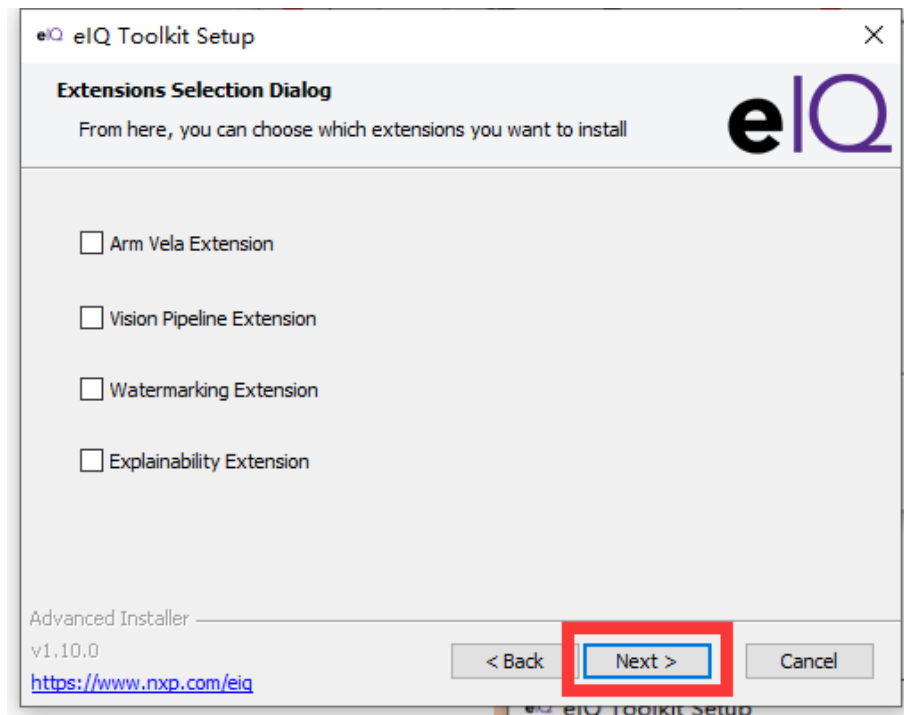 eIQ eIQ Toolkit Setup
Extensions Selection Dialog
From here, you can choose which extensions you want to install
eIQ
Arm Vela Extension
Vision Pipeline Extension
Watermarking Extension
Explainability Extension
Advanced Installer
v1.10.0
https://www.nxp.com/eiq
< Back
Next >
Cancel
eIQ eIQ Toolkit Setup